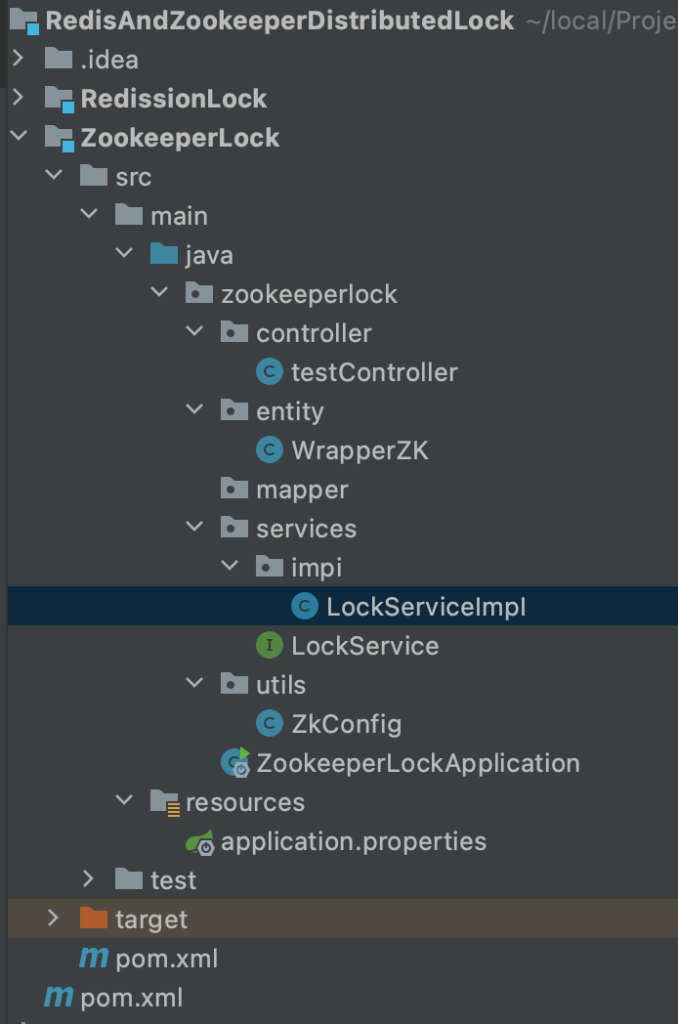 RedisAndZookeeperDistributedLock ~/local/Proje
.idea
RedissionLock
ZookeeperLock
src
main
java
zookeeperlock
controller
C testController
entity
C WrapperZK
mapper
services
impi
C LockServiceImpl
I LockService
utils
C ZkConfig
C ZookeeperLockApplication
resources
application.properties
test
target
m pom.xml
m pom.xml